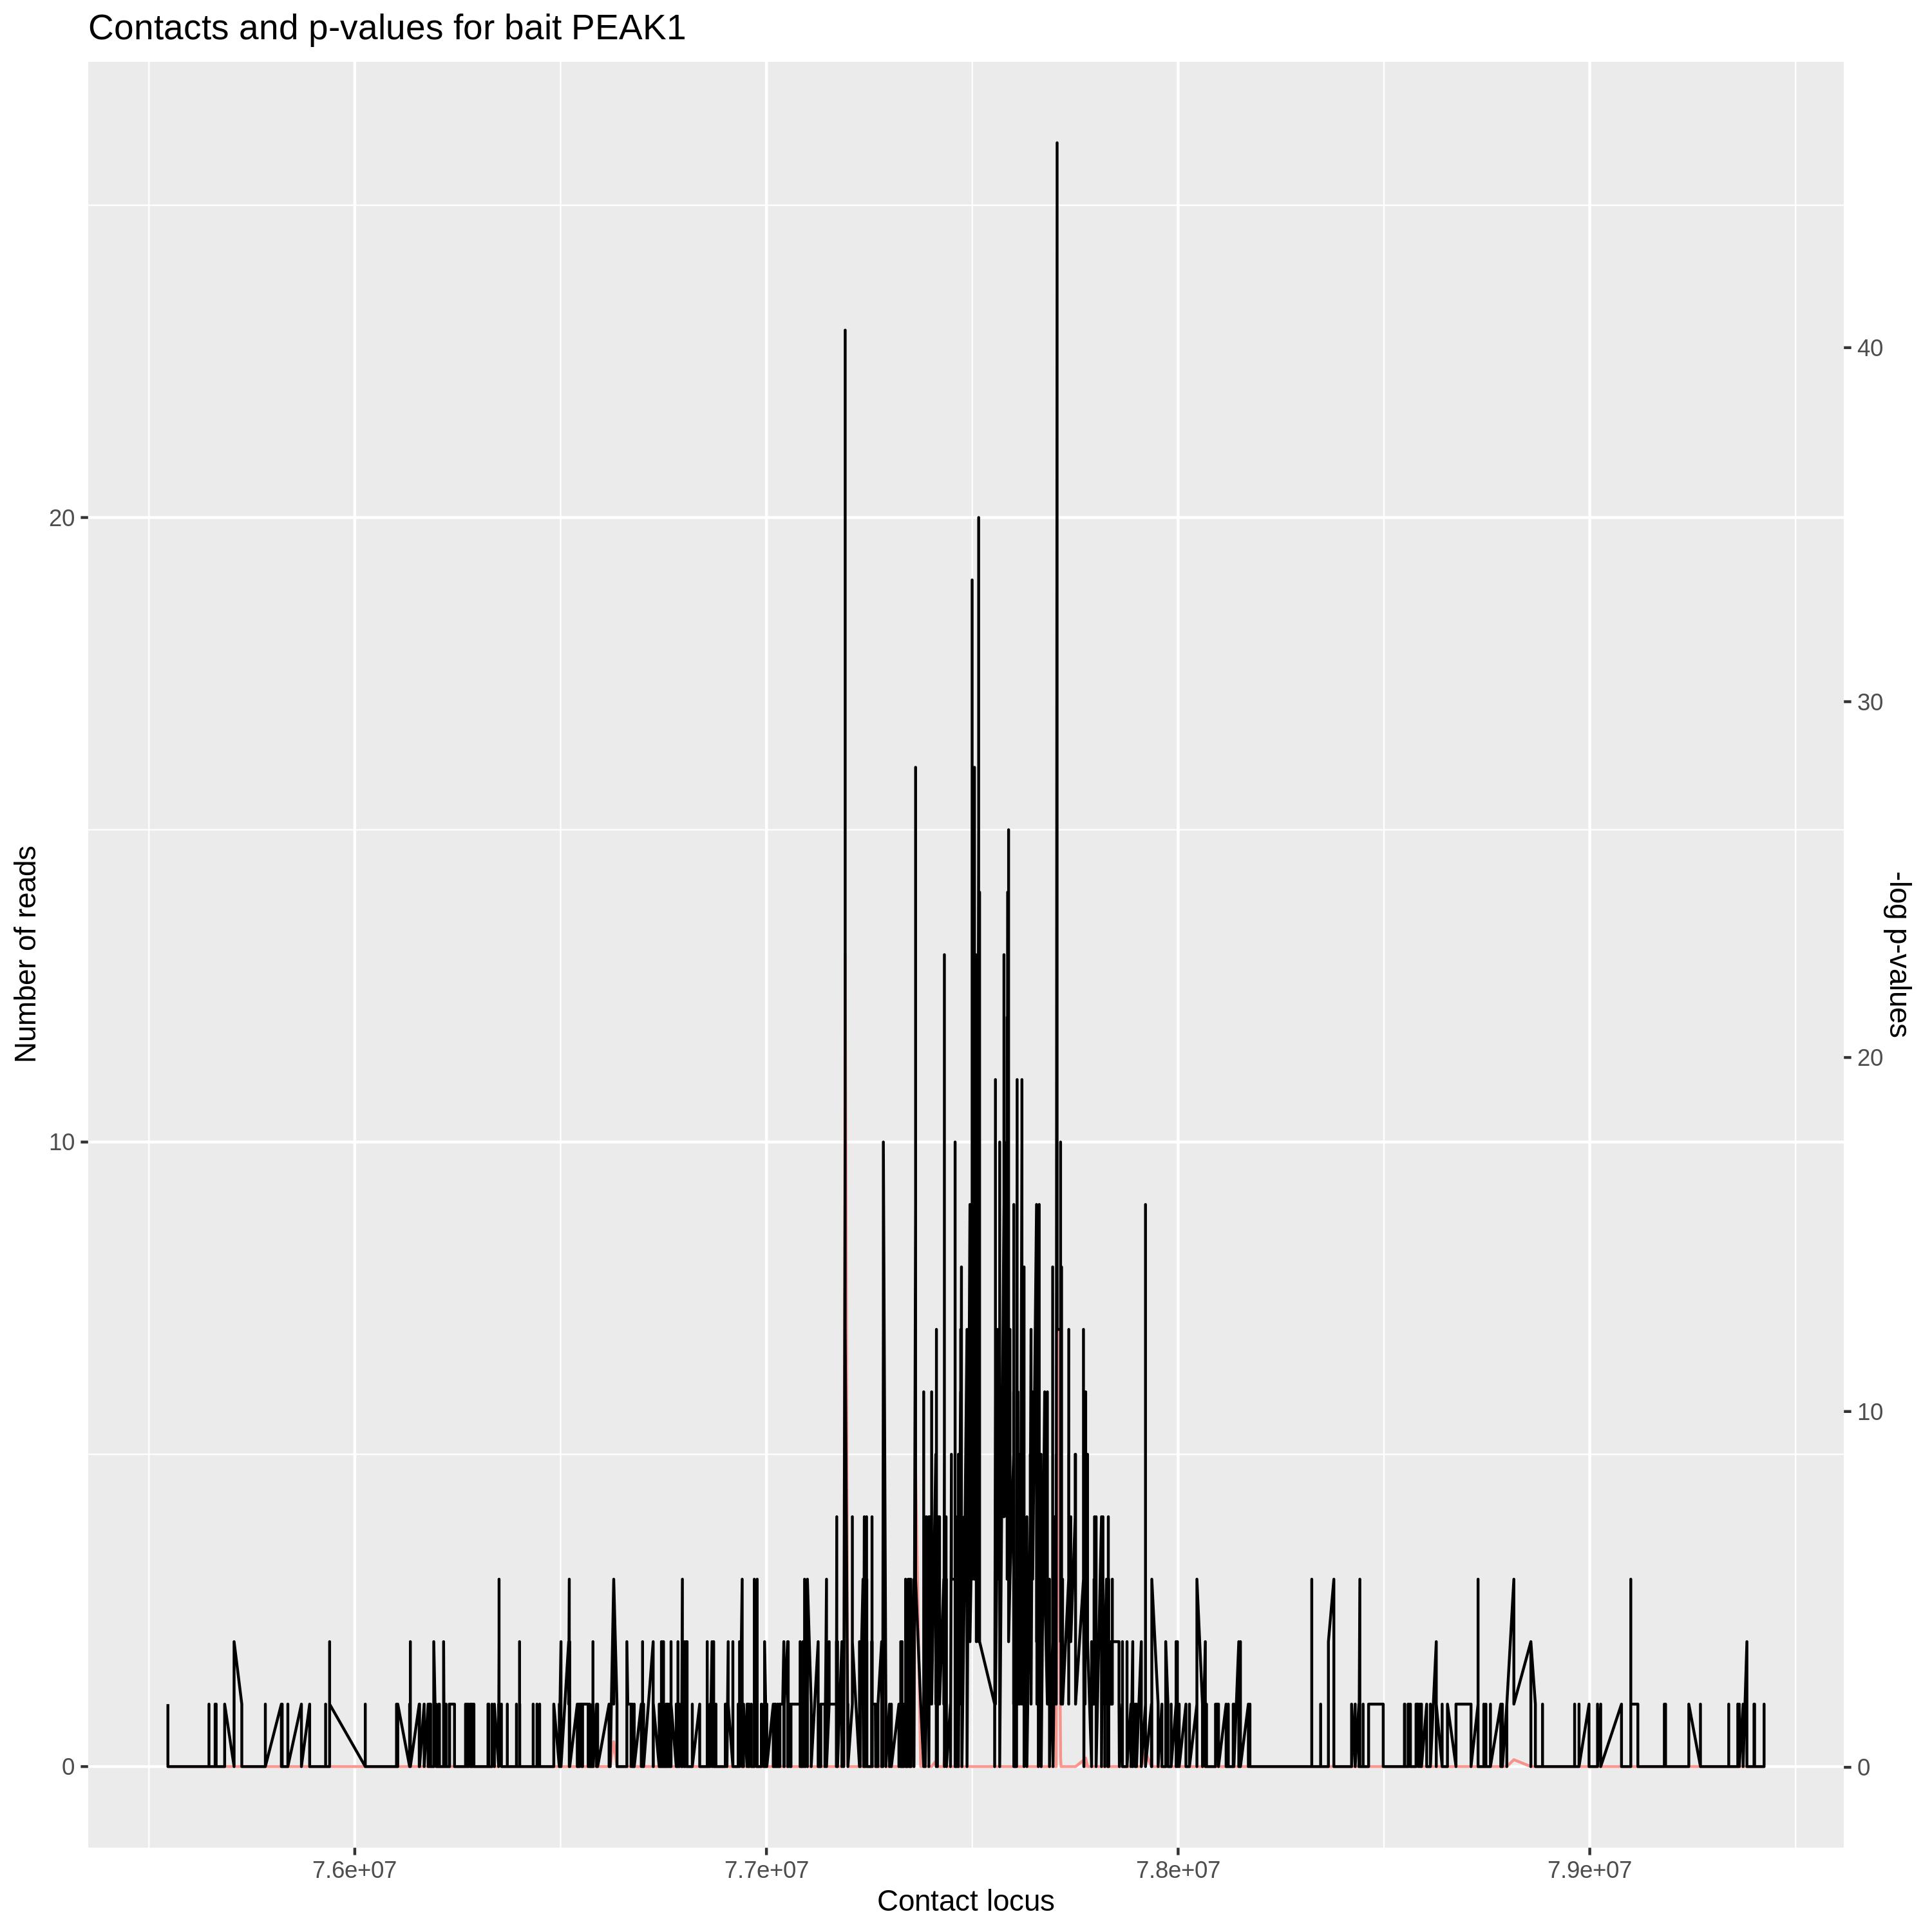 Contacts and p-values for bait PEAK1
Number of reads
20
10
0
40
30
20
10
0
-log p-values
7.6e+07
7.7e+07
7.8e+07
7.9e+07
Contact locus